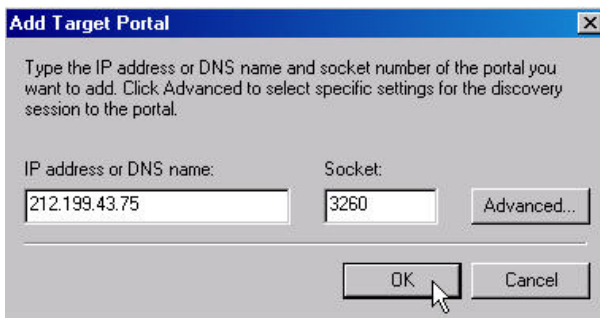 Add Target Portal
Type the IP address or DNS name and socket number of the portal you
want to add. Click Advanced to select specific settings for the discovery
session to the portal.
IP address or DNS name: Socket:
212.199.43.75 3260 Advanced...
OK Cancel